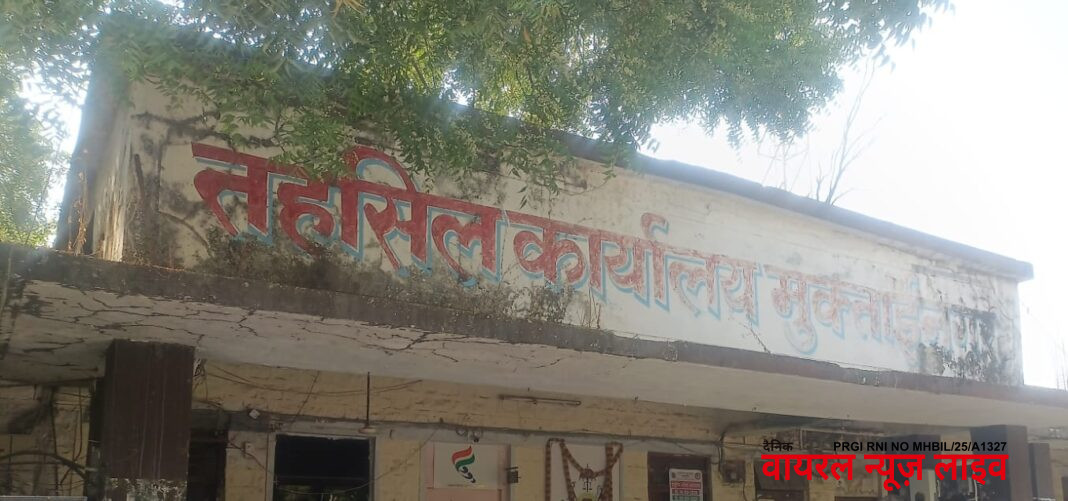 तहसिल कार्यालय मुक्ताईनगर
दैनिक
PRGI RNI NO MHBIL/25/A1327
वायरल न्यूज़ लाइव